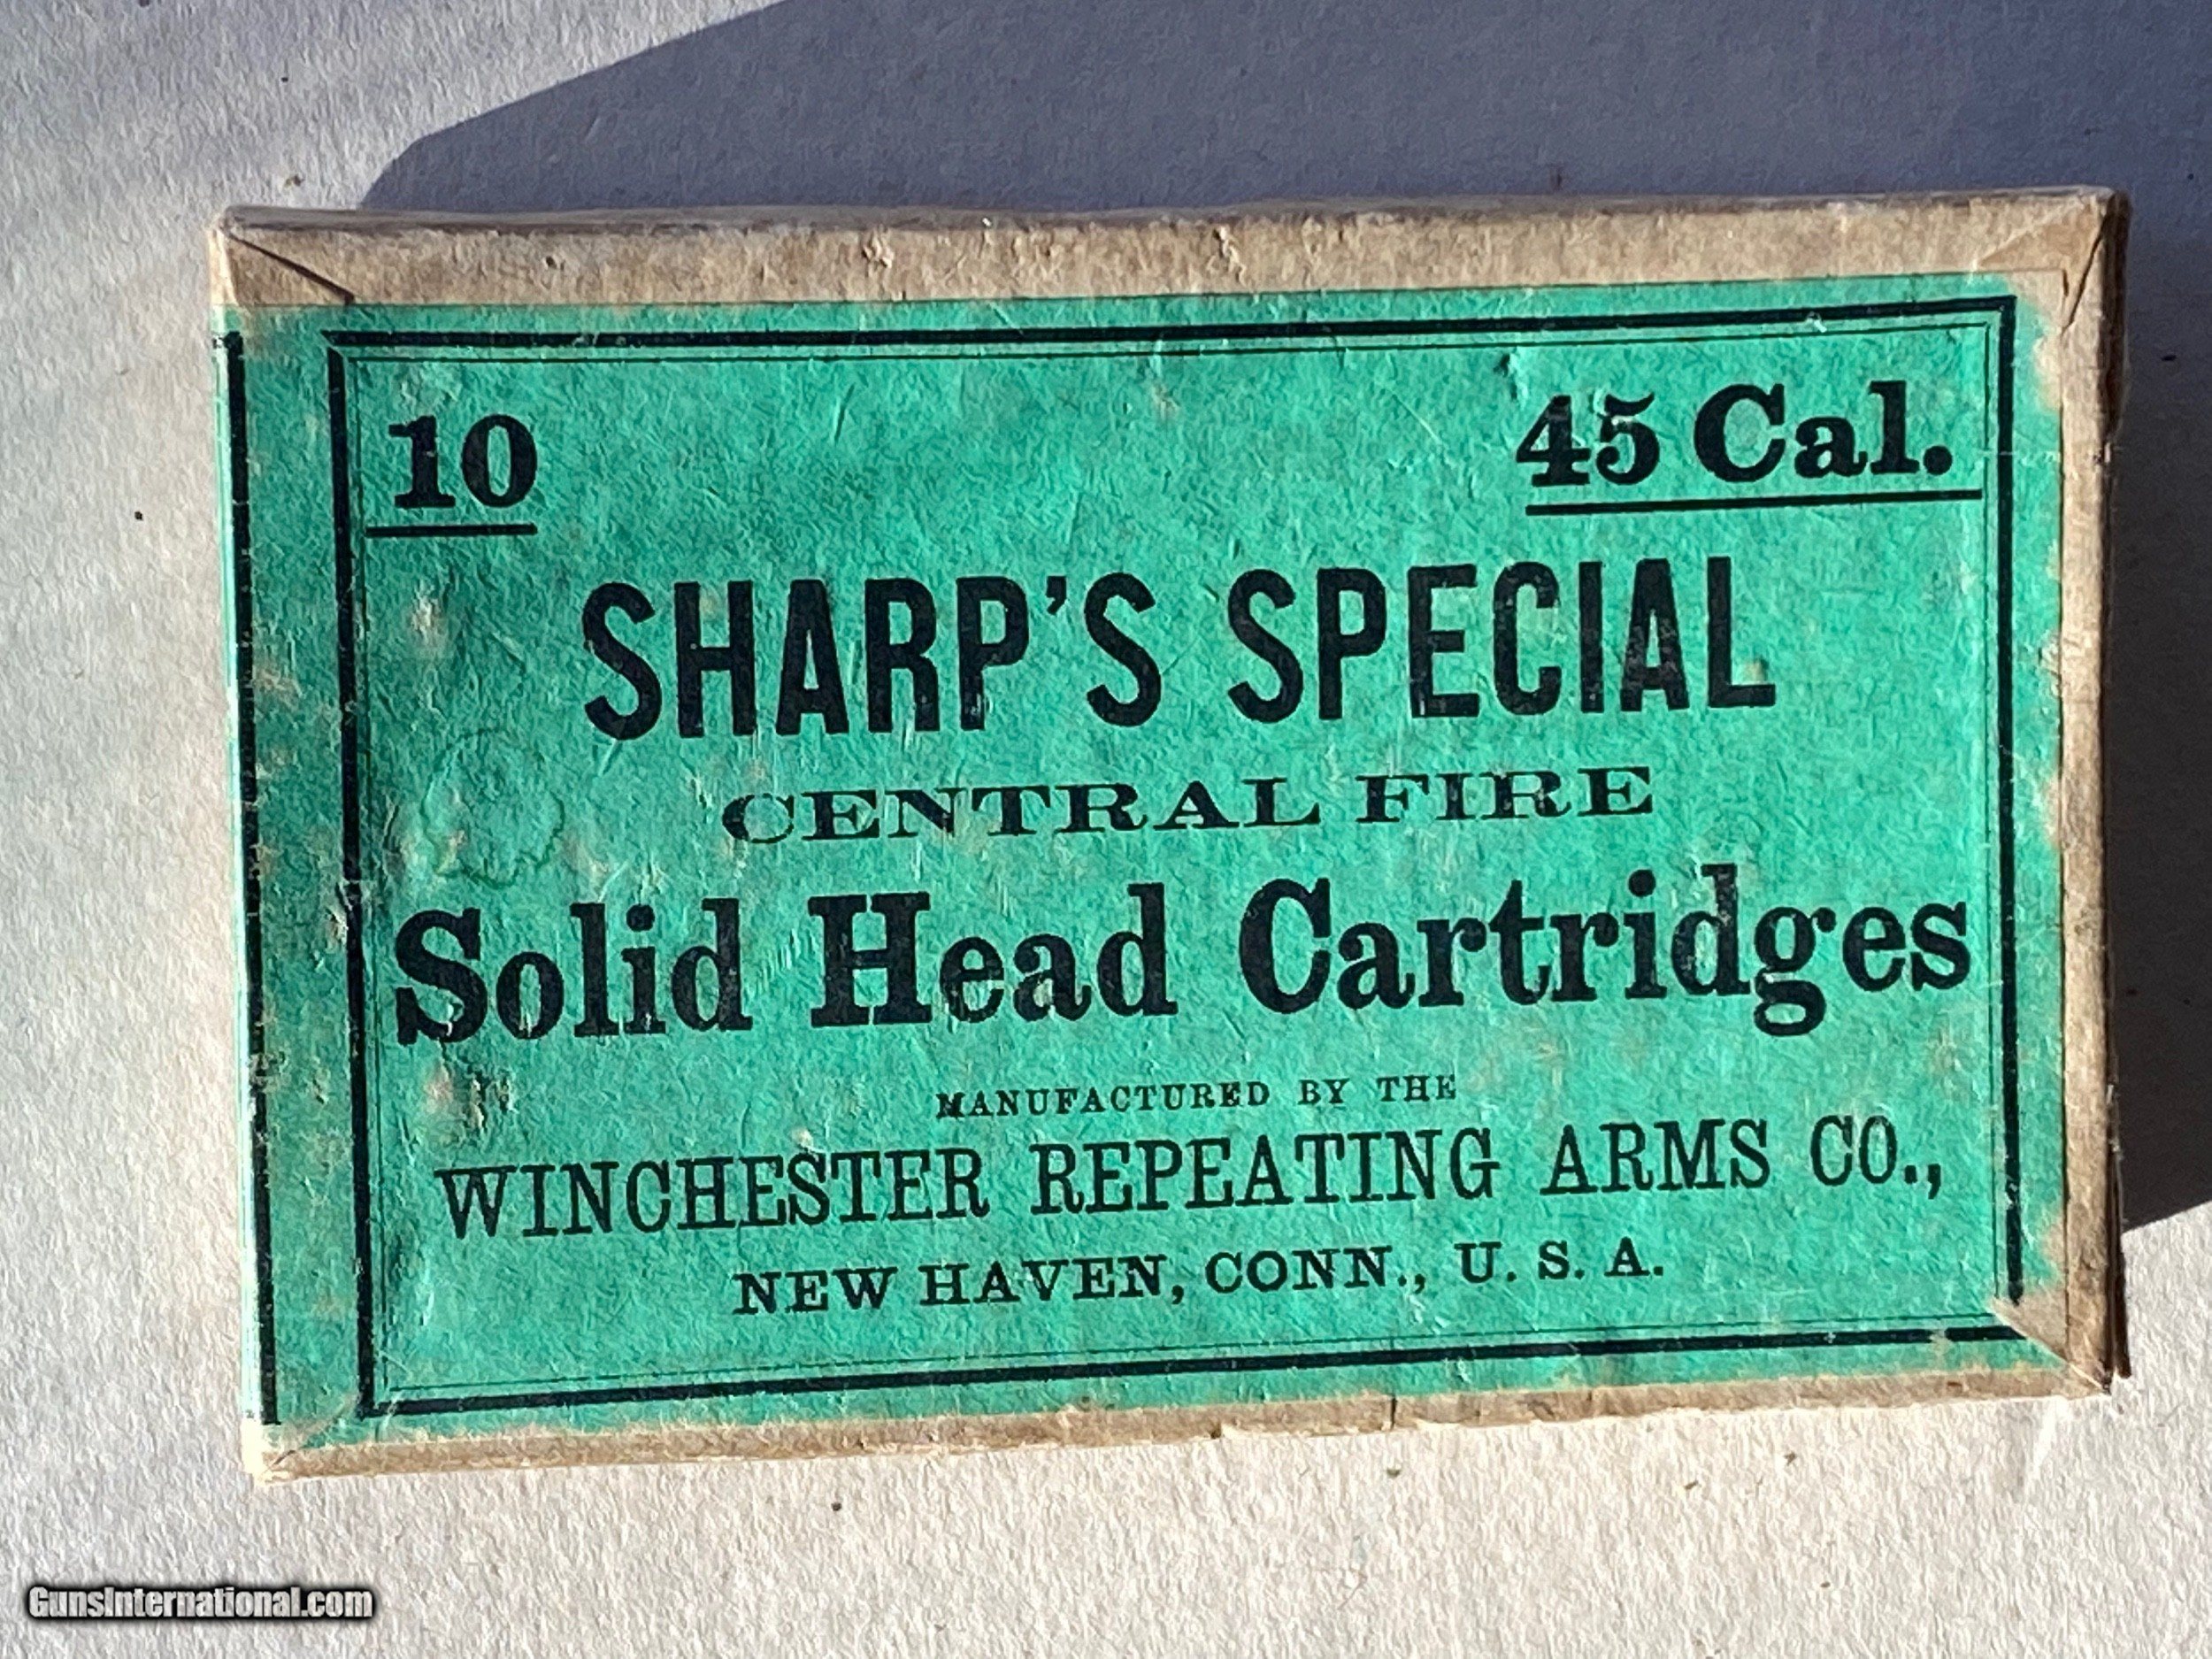 10
45 Cal.
SHARP'S SPECIAL
CENTRAL FIRE
Solid Head Cartridges
MANUFACTURED BY THE
WINCHESTER REPEATING ARMS CO.,
NEW HAVEN, CONN., U. S. A.
GunsInternational.com